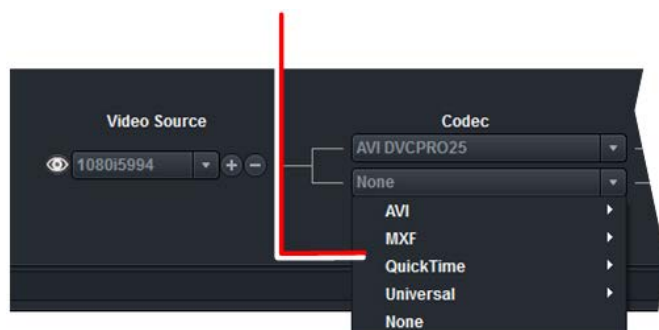 Video Source
Codec
1080i5994
AVI DVCPRO25
None
AVI
MXF
QuickTime
Universal
None